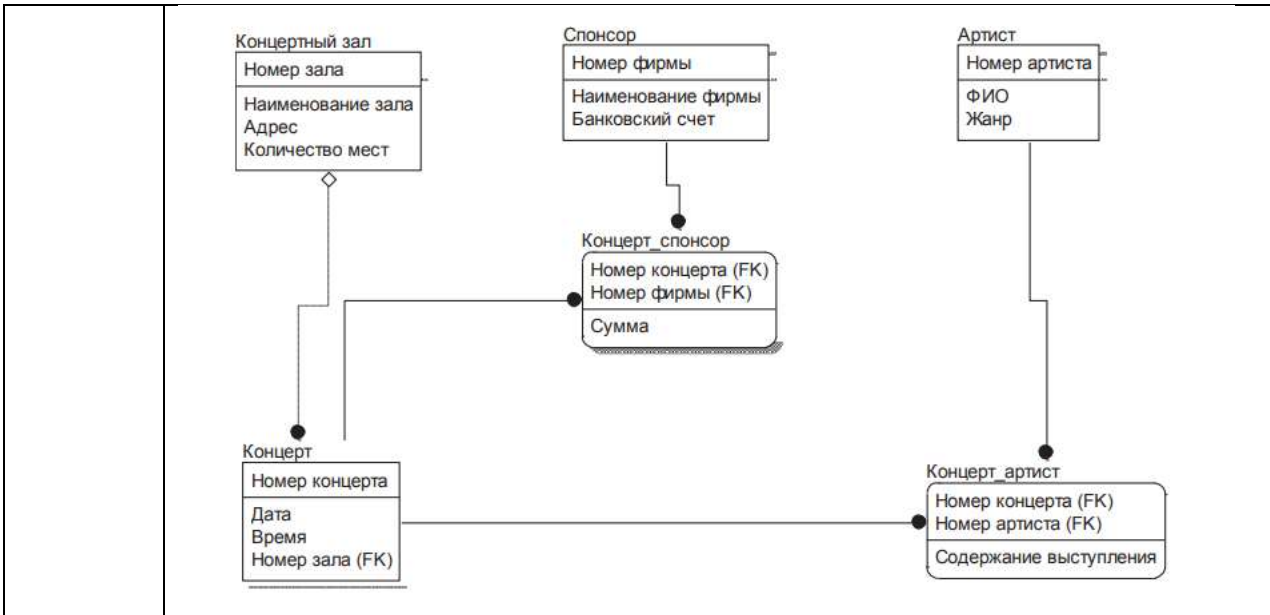 Концертный зал
Номер зала
Наименование зала
Адрес
Количество мест
Спонсор
Номер фирмы
Наименование фирмы
Банковский счет
Артист
Номер артиста
ФИО
Жанр
Концерт_спонсор
Номер концерта (FK)
Номер фирмы (FK)
Сумма
Концерт
Номер концерта
Дата
Время
Номер зала (FK)
Концерт_артист
Номер концерта (FK)
Номер артиста (FK)
Содержание выступления